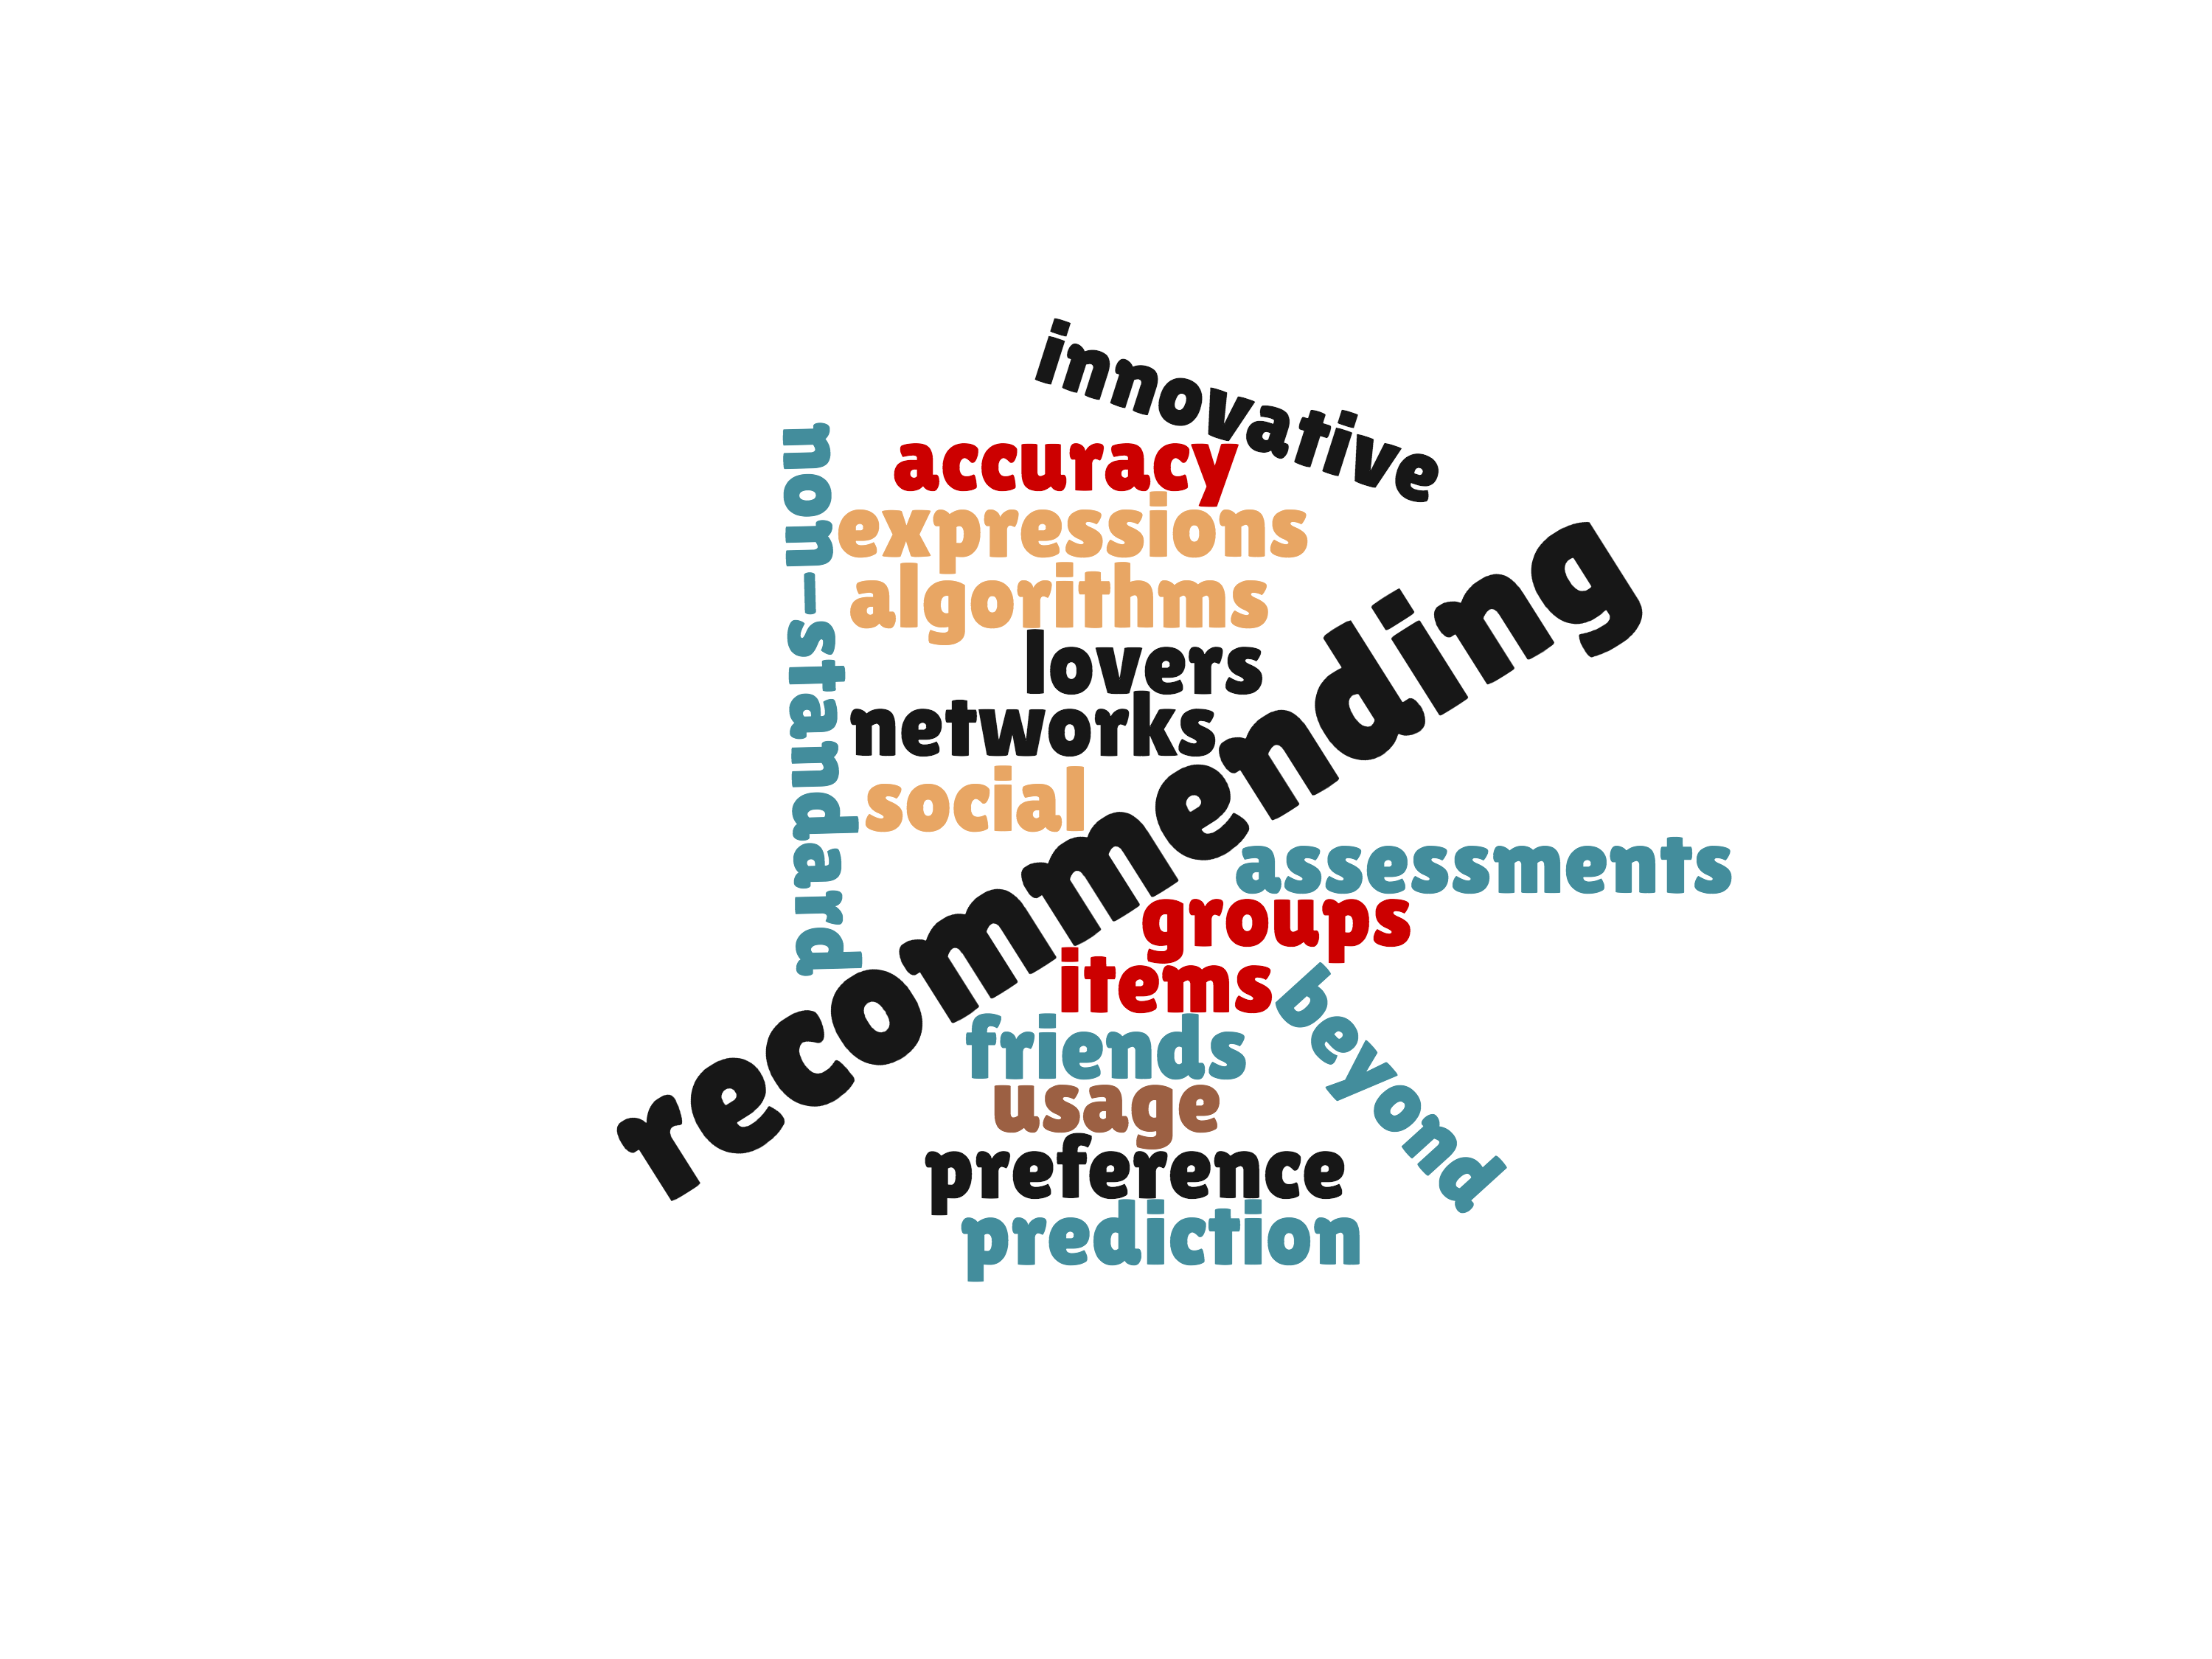 innovative
non-standard
accuracy
expressions
algorithms
lovers
networks
social
recommending
assessments
groups
items
beyond
friends
usage
preference
prediction